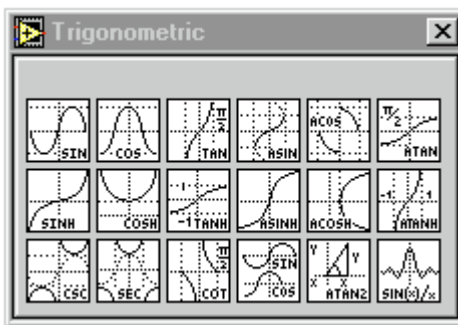 Trigonometric
SIN COS TAN π/2 ASIN ACOS π/2 ATAN
SINH COSH -1 -1 TANH ASINH ACOSH -1 1 ATANH
CSC SEC COT π/2 SIN COS Y Y X X ATAN2 SIN(x)/x